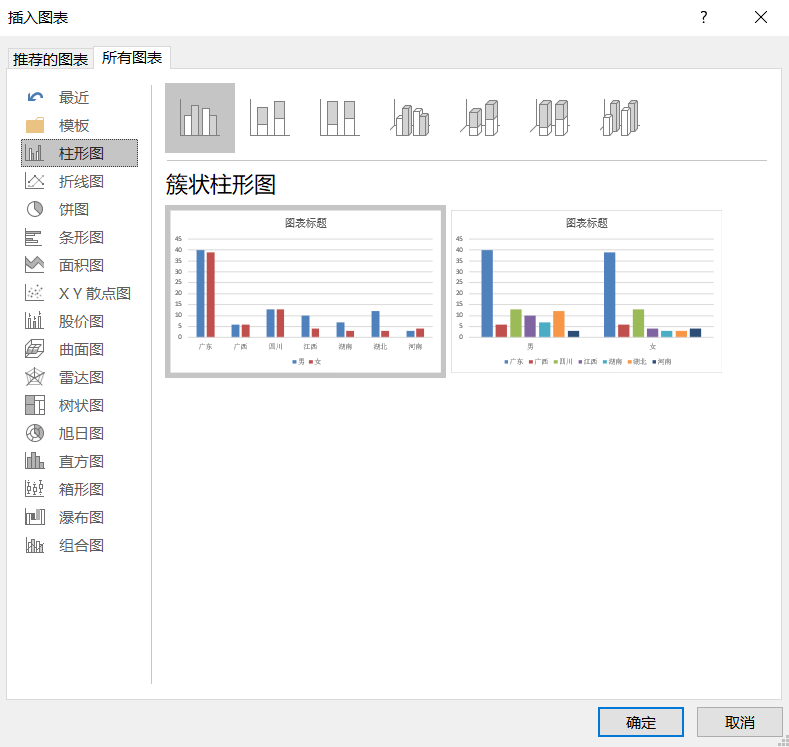 插入图表
?
推荐的图表 所有图表
最近
模板
柱形图
折线图
饼图
条形图
面积图
X Y 散点图
股价图
曲面图
雷达图
树状图
旭日图
直方图
箱形图
瀑布图
组合图
簇状柱形图
图表标题
45
40
35
30
25
20
15
10
5
0
广东 广西 四川 江西 湖南 湖北 河南
男 女
图表标题
45
40
35
30
25
20
15
10
5
0
男 女
广东 广西 四川 江西 湖南 湖北 河南
确定 取消